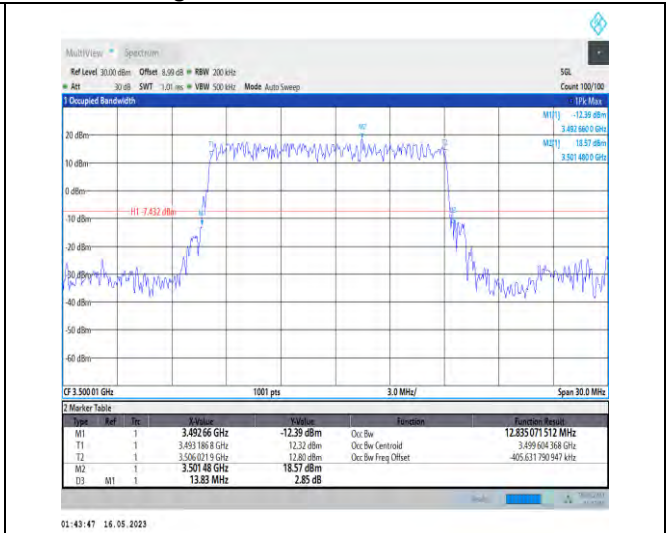 MultiView Spectrum
Ref Level 30.00 dBm Offset 8.99 dB RBW 200 kHz SGL
Att 30 dB SWT 1.01 ms VBW 500 kHz Mode Auto Sweep Count 100/100
1 Occupied Bandwidth 1Pk Max
M1[1] -12.39 dBm
3.492 660 0 GHz
M2[1] 18.57 dBm
3.501 480 0 GHz
M2
T1
T2
20 dBm
10 dBm
0 dBm
H1 -7.432 dBm
-10 dBm
-20 dBm
-30 dBm
-40 dBm
-50 dBm
-60 dBm
CF 3.500 01 GHz 1001 pts 3.0 MHz/ Span 30.0 MHz
2 Marker Table
Type Ref Trc X-Value Y-Value Function Function Result
M1 1 3.492 66 GHz -12.39 dBm Occ Bw 12.835 071 512 MHz
T1 1 3.493 186 8 GHz 12.32 dBm Occ Bw Centroid 3.499 604 368 GHz
T2 1 3.506 021 9 GHz 12.80 dBm Occ Bw Freq Offset -405.631 790 947 kHz
M2 1 3.501 48 GHz 18.57 dBm
D3 M1 1 13.83 MHz 2.85 dB
01:43:47 16.05.2023